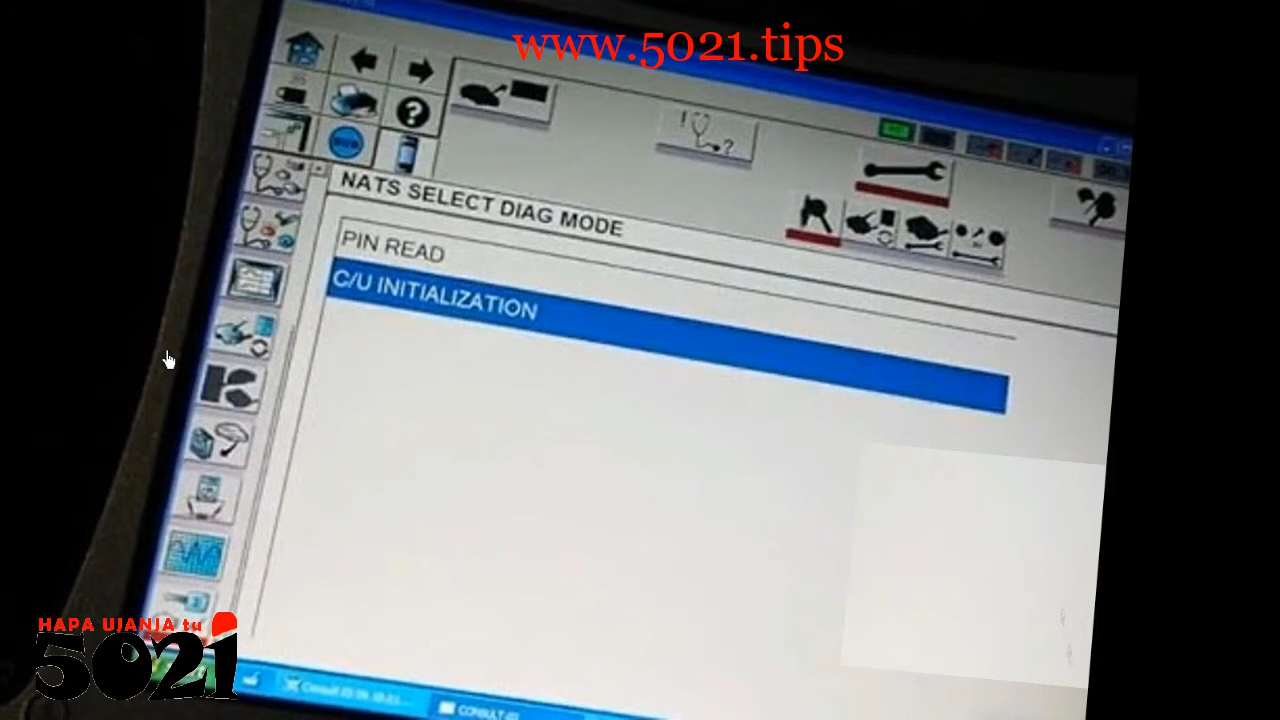 www.5021.tips
NATS SELECT DIAG MODE
PIN READ
C/U INITIALIZATION
HAPA UJANJA tu
5021